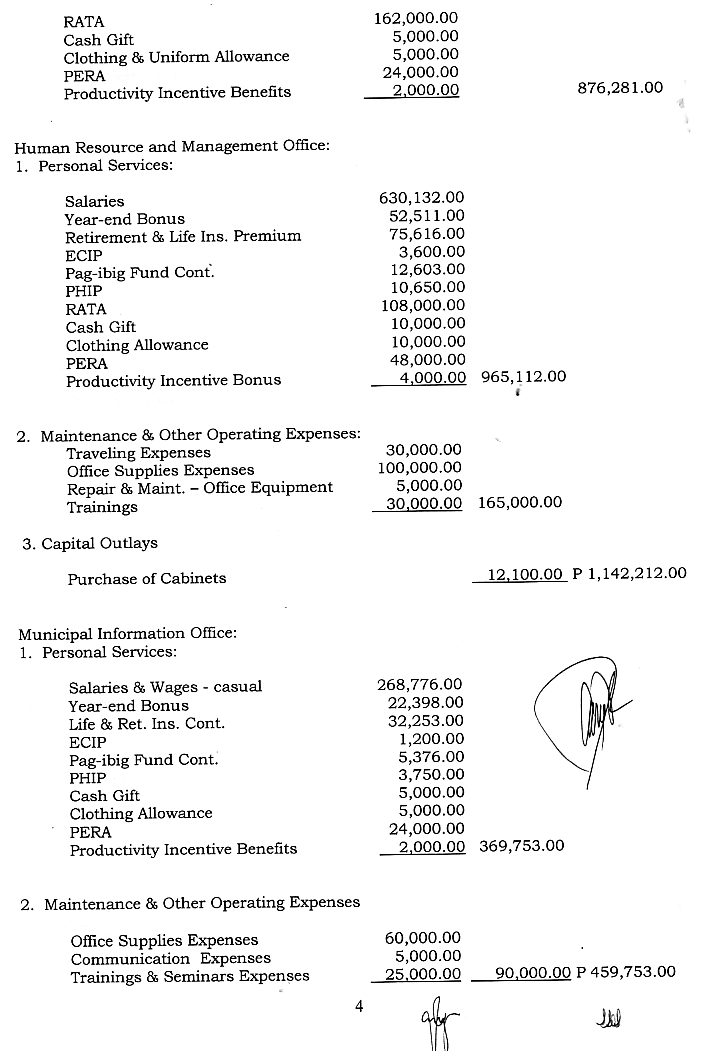 RATA 162,000.00
Cash Gift 5,000.00
Clothing & Uniform Allowance 5,000.00
PERA 24,000.00
Productivity Incentive Benefits 2,000.00 876,281.00
Human Resource and Management Office:
1. Personal Services:
Salaries 630,132.00
Year-end Bonus 52,511.00
Retirement & Life Ins. Premium 75,616.00
ECIP 3,600.00
Pag-ibig Fund Cont. 12,603.00
PHIP 10,650.00
RATA 108,000.00
Cash Gift 10,000.00
Clothing Allowance 10,000.00
PERA 48,000.00
Productivity Incentive Bonus 4,000.00 965,112.00
2. Maintenance & Other Operating Expenses:
Traveling Expenses 30,000.00
Office Supplies Expenses 100,000.00
Repair & Maint. – Office Equipment 5,000.00
Trainings 30,000.00 165,000.00
3. Capital Outlays
Purchase of Cabinets 12,100.00 P 1,142,212.00
Municipal Information Office:
1. Personal Services:
Salaries & Wages - casual 268,776.00
Year-end Bonus 22,398.00
Life & Ret. Ins. Cont. 32,253.00
ECIP 1,200.00
Pag-ibig Fund Cont. 5,376.00
PHIP 3,750.00
Cash Gift 5,000.00
Clothing Allowance 5,000.00
PERA 24,000.00
Productivity Incentive Benefits 2,000.00 369,753.00
2. Maintenance & Other Operating Expenses
Office Supplies Expenses 60,000.00
Communication Expenses 5,000.00
Trainings & Seminars Expenses 25,000.00 90,000.00 P 459,753.00
4